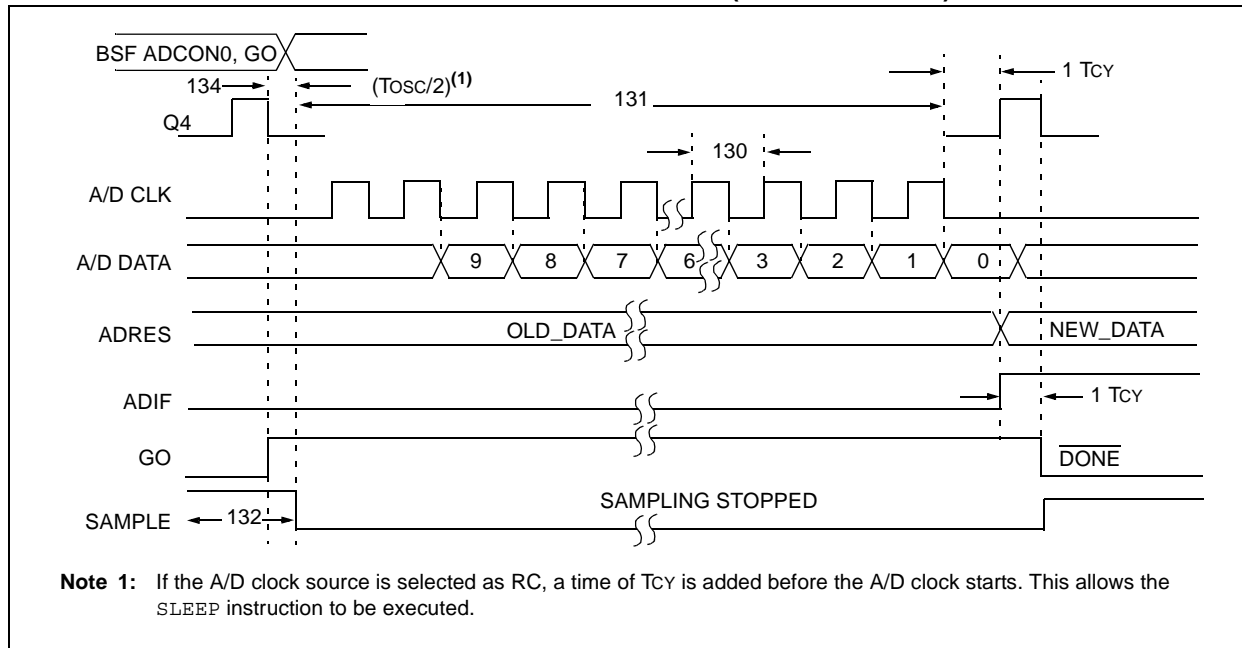 BSF ADCON0, GO
134
(TOSC/2)(1)
131
1 TCY
Q4
130
A/D CLK
A/D DATA
9 8 7 6 3 2 1 0
ADRES
OLD_DATA
NEW_DATA
ADIF
1 TCY
GO
DONE
SAMPLING STOPPED
SAMPLE
132
Note 1: If the A/D clock source is selected as RC, a time of TCY is added before the A/D clock starts. This allows the
SLEEP instruction to be executed.